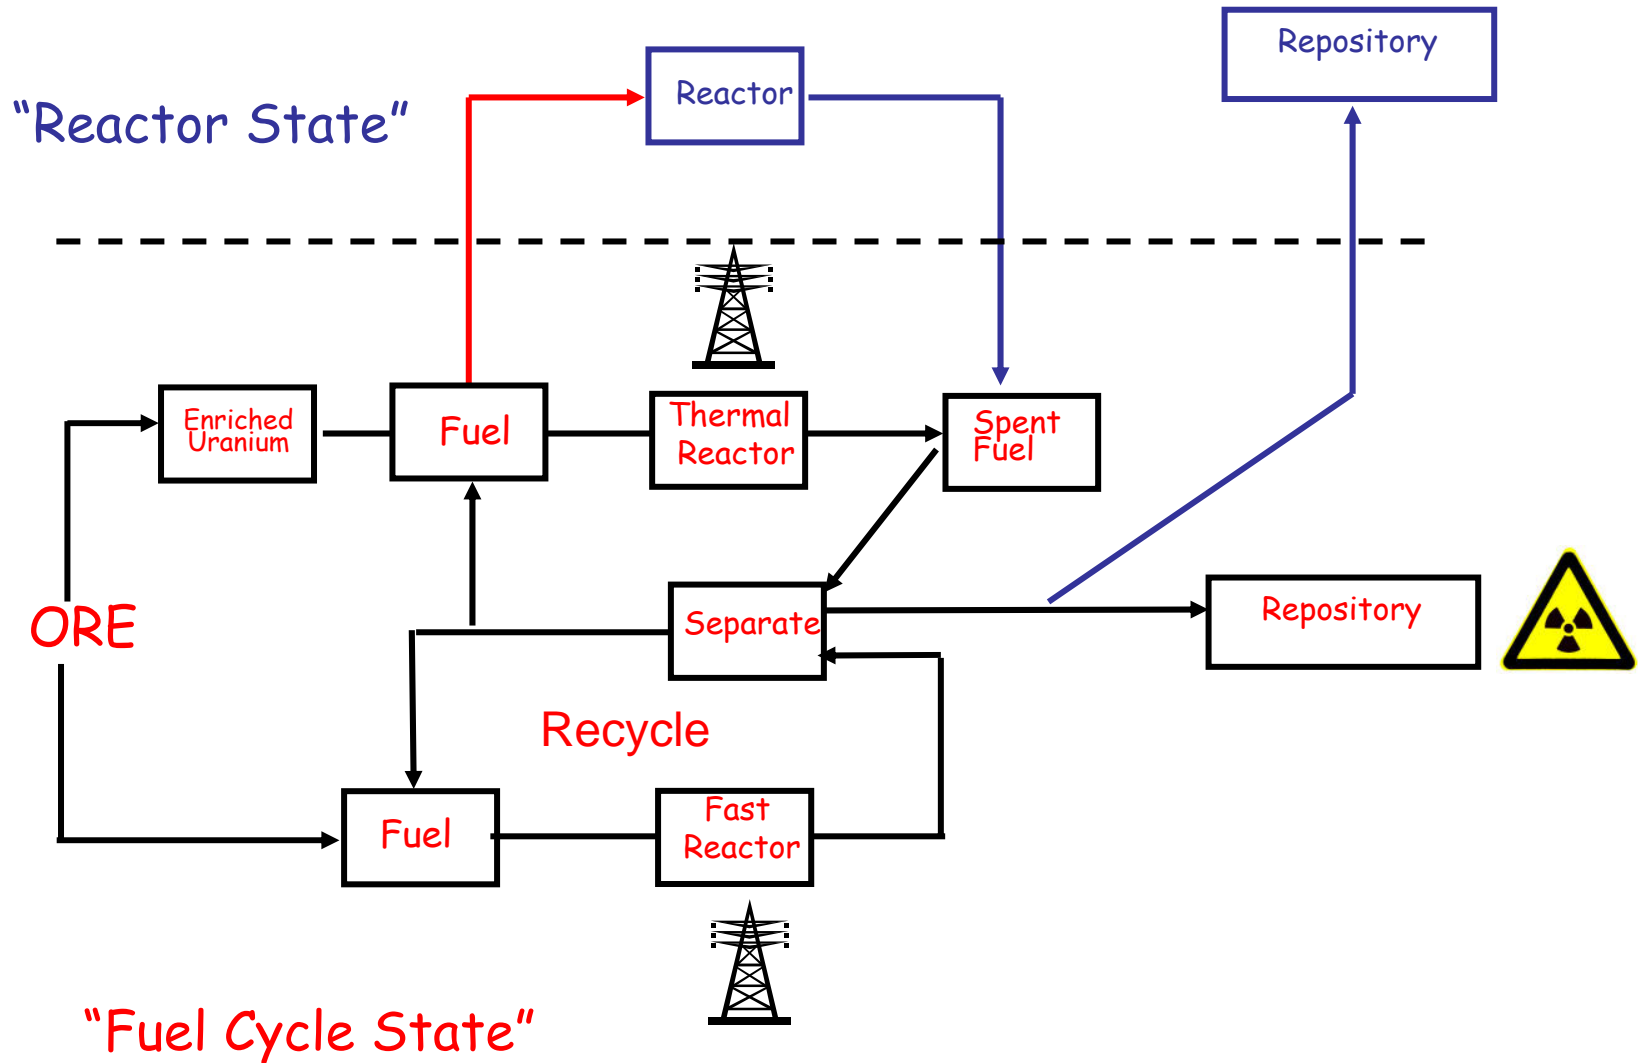 Repository
Reactor
“Reactor State”
Enriched
Uranium
Fuel
Thermal
Reactor
Spent
Fuel
ORE
Separate
Repository
Recycle
Fuel
Fast
Reactor
“Fuel Cycle State”